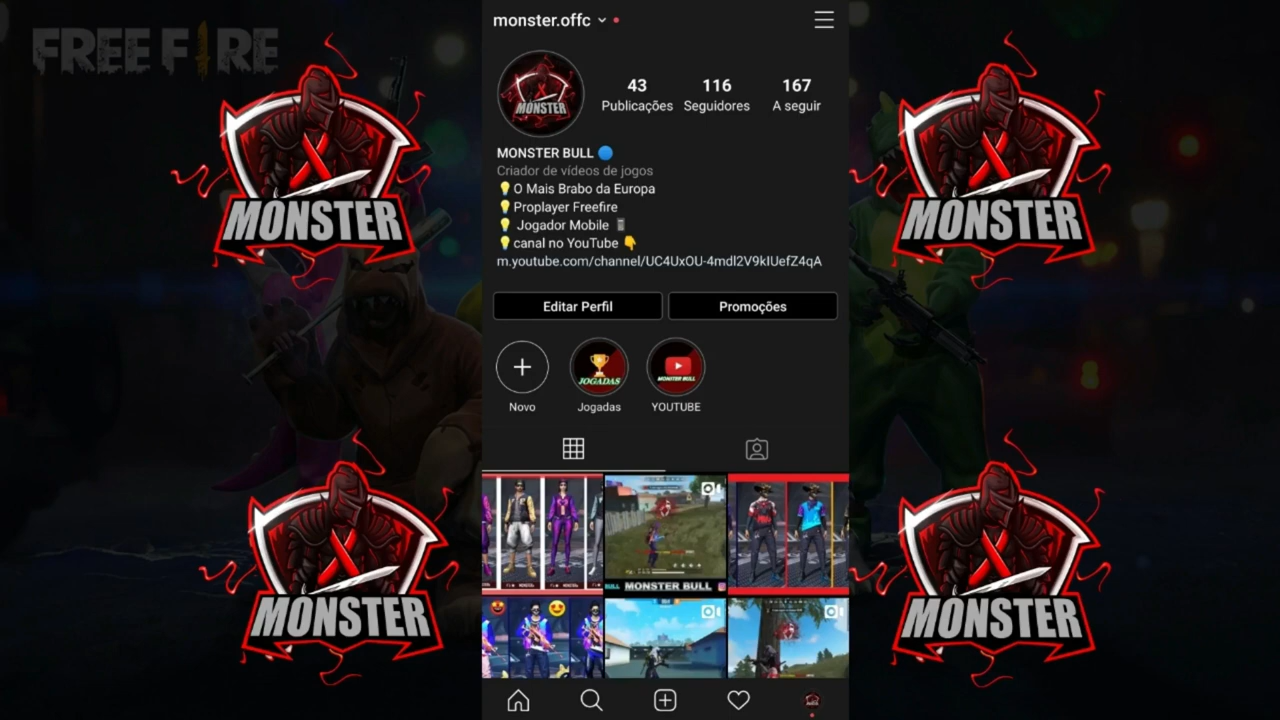 FREE FIRE
monster.offc
43
116
167
Publicações
Seguidores
A seguir
MONSTER
MONSTER
MONSTER
MONSTER BULL
Criador de vídeos de jogos
O Mais Brabo da Europa
Proplayer Freefire
Jogador Mobile
canal no YouTube
m.youtube.com/channel/UC4UxOU-4mdl2V9kIUefZ4qA
Editar Perfil
Promoções
JOGADAS
MONSTER BULL
Novo
Jogadas
YOUTUBE
BULL
MONSTER BULL
MONSTER
MONSTER